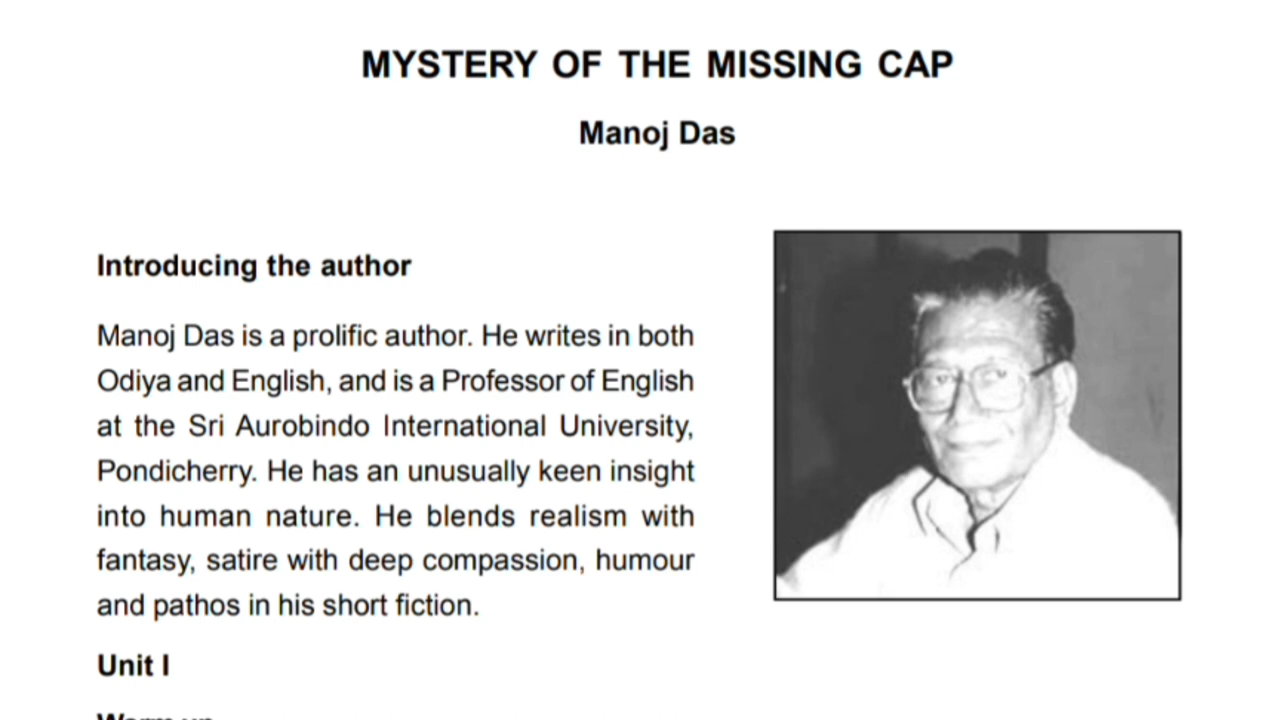 MYSTERY OF THE MISSING CAP
Manoj Das
Introducing the author
Manoj Das is a prolific author. He writes in both
Odiya and English, and is a Professor of English
at the Sri Aurobindo International University,
Pondicherry. He has an unusually keen insight
into human nature. He blends realism with
fantasy, satire with deep compassion, humour
and pathos in his short fiction.
Unit I